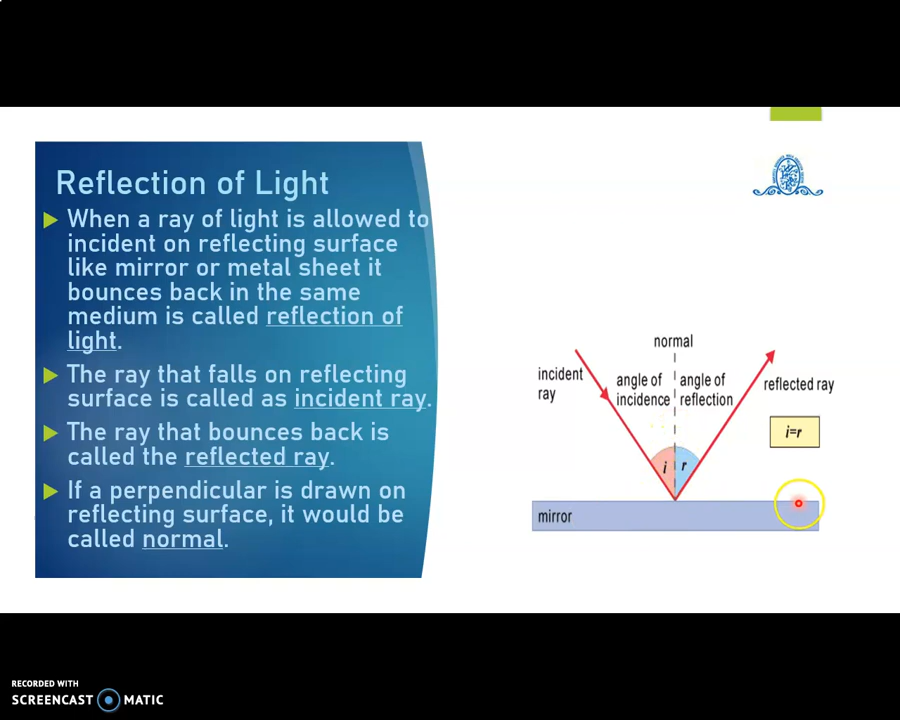 Reflection of Light
When a ray of light is allowed to
incident on reflecting surface
like mirror or metal sheet it
bounces back in the same
medium is called reflection of
light.
The ray that falls on reflecting
surface is called as incident ray.
The ray that bounces back is
called the reflected ray.
If a perpendicular is drawn on
reflecting surface, it would be
called normal.
normal
incident
ray
angle of
incidence
angle of
reflection
reflected ray
i=r
i
r
mirror
RECORDED WITH
SCREENCAST MATIC